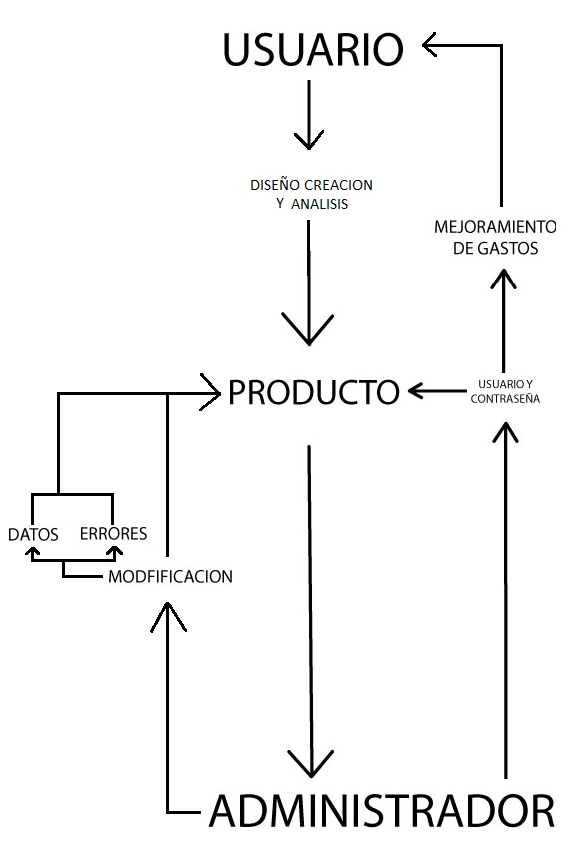 USUARIO
DISEÑO CREACION
Y ANALISIS
MEJORAMIENTO
DE GASTOS
PRODUCTO
USUARIO Y
CONTRASEÑA
DATOS
ERRORES
MODFIFICACION
ADMINISTRADOR